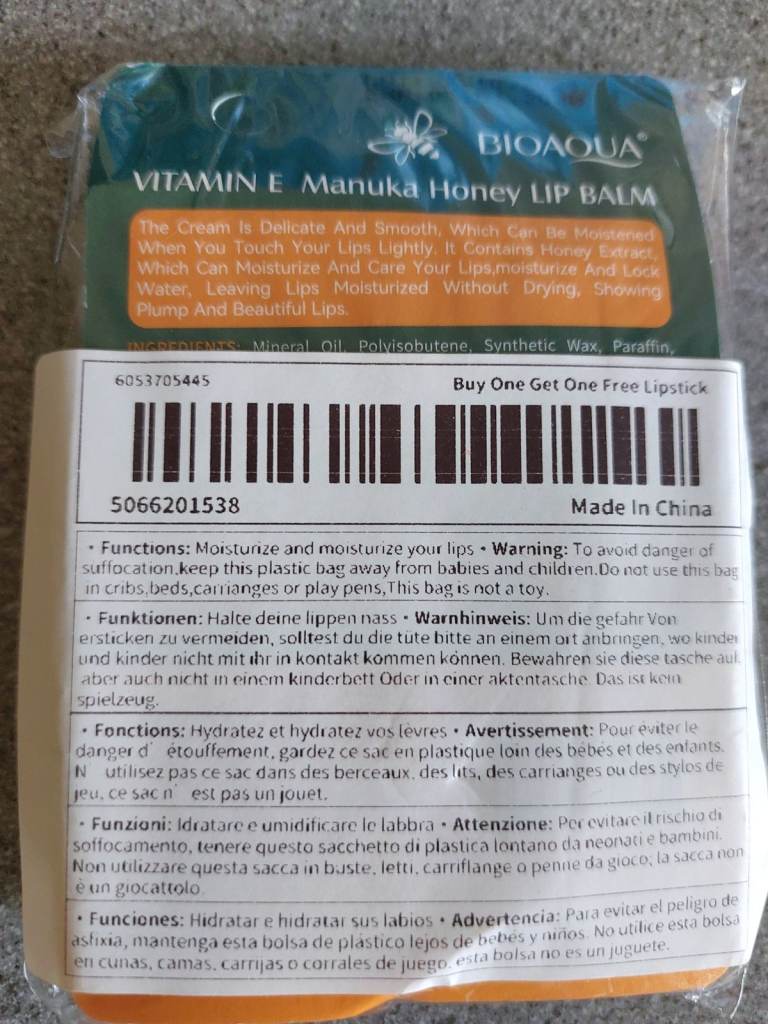 BIOAQUA®
VITAMIN E Manuka Honey LIP BALM
The Cream Is Delicate And Smooth, Which Can Be Moistened
When You Touch Your Lips Lightly. It Contains Honey Extract,
Which Can Moisturize And Care Your Lips,moisturize And Lock
Water, Leaving Lips Moisturized Without Drying, Showing
Plump And Beautiful Lips.
INGREDIENTS: Mineral Oil, Polyisobutene, Synthetic Wax, Paraffin,
6053705445
Buy One Get One Free Lipstick
5066201538
Made In China
• Functions: Moisturize and moisturize your lips • Warning: To avoid danger of
suffocation,keep this plastic bag away from babies and children.Do not use this bag
in cribs,beds,carrianges or play pens,This bag is not a toy.
• Funktionen: Halte deine lippen nass • Warnhinweis: Um die gefahr Von
ersticken zu vermeiden, solltest du die tüte bitte an einem ort anbringen, wo kinder
und kinder nicht mit ihr in kontakt kommen können. Bewahren sie diese tasche auf,
aber auch nicht in einem kinderbett Oder in einer aktentasche. Das ist kein
spielzeug.
• Fonctions: Hydratez et hydratez vos lèvres • Avertissement: Pour éviter le
danger d' étouffement, gardez ce sac en plastique loin des bébés et des enfants.
N utilisez pas ce sac dans des berceaux, des lits, des carrianges ou des stylos de
jeu, ce sac n' est pas un jouet.
• Funzioni: Idratare e umidificare le labbra • Attenzione: Per evitare il rischio di
soffocamento, tenere questo sacchetto di plastica lontano da neonati e bambini.
Non utilizzare questa sacca in buste, letti, carriflange o penne da gioco; la sacca non
è un giocattolo.
• Funciones: Hidratar e hidratar sus labios • Advertencia: Para evitar el peligro de
asfixia, mantenga esta bolsa de plástico lejos de bebés y niños. No utilice esta bolsa
en cunas, camas, carrijas o corrales de juego, esta bolsa no es un juguete.